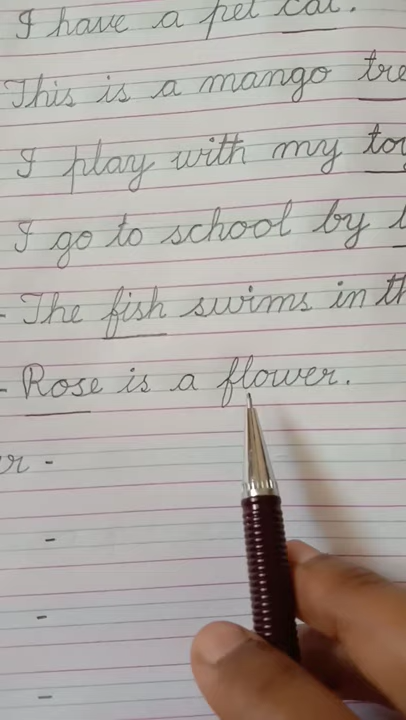 I have a pet cat.
This is a mango
I play with my
I go to school by
- The fish swims in
- Rose is a flower.
-
-
-
-